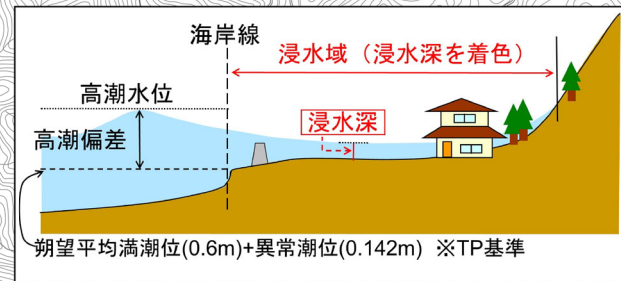 海岸線
浸水域（浸水深を着色）
高潮水位
高潮偏差
浸水深
朔望平均満潮位(0.6m)+異常潮位(0.142m) ※TP基準